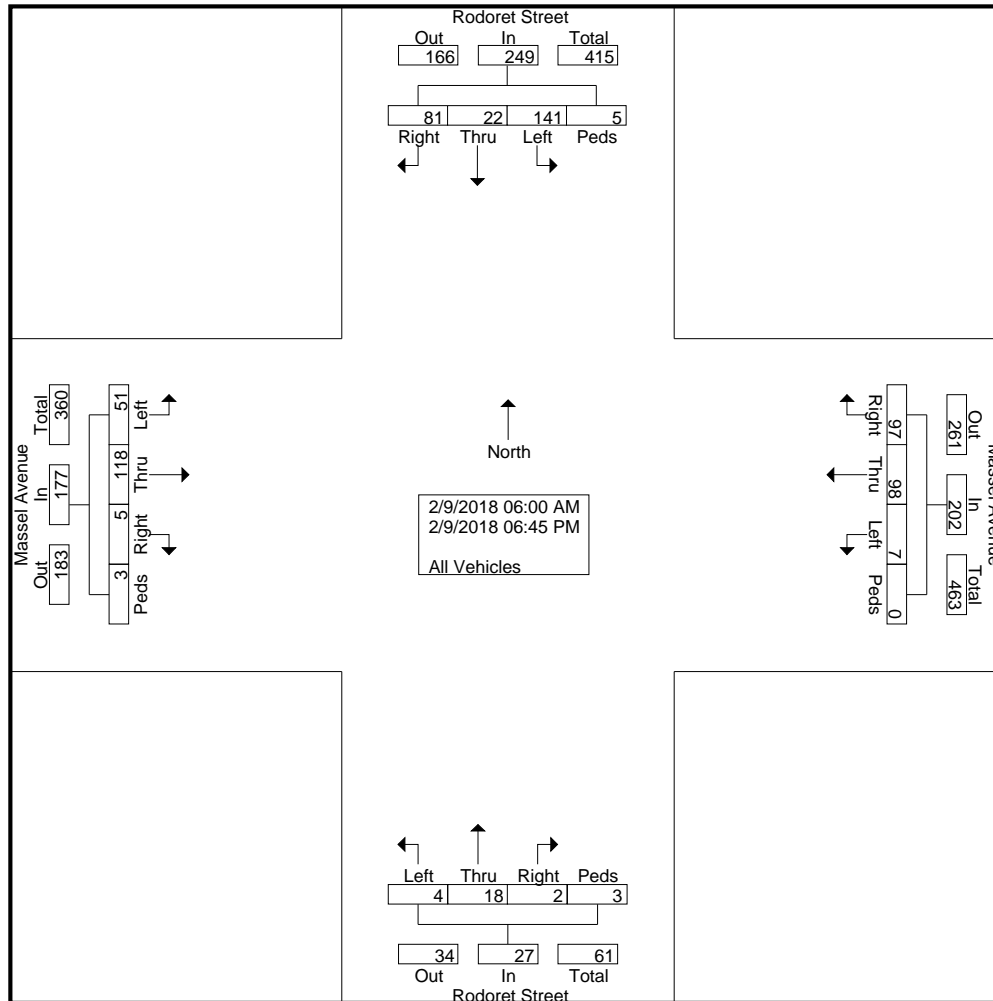 Rodoret Street
Out In Total
166 249 415
81 22 141 5
Right Thru Left Peds
Massel Avenue
Total In Out
360 177 183
51 118 5 3
Left Thru Right Peds
North
2/9/2018 06:00 AM
2/9/2018 06:45 PM
All Vehicles
Right Thru Left Peds
97 98 7 0
Out In Total
261 202 463
Massel Avenue
Left Thru Right Peds
4 18 2 3
34 27 61
Out In Total
Rodoret Street